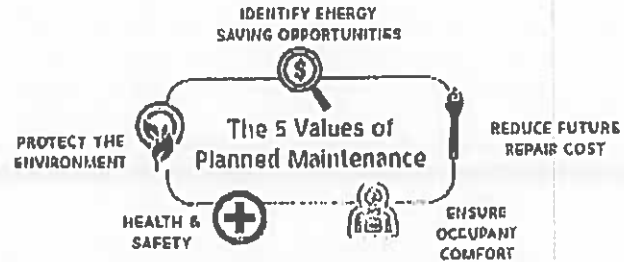 IDENTIFY ENERGY
SAVING OPPORTUNITIES
$
The 5 Values of
Planned Maintenance
PROTECT THE
ENVIRONMENT
REDUCE FUTURE
REPAIR COST
HEALTH &
SAFETY
ENSURE
OCCUPANT
COMFORT